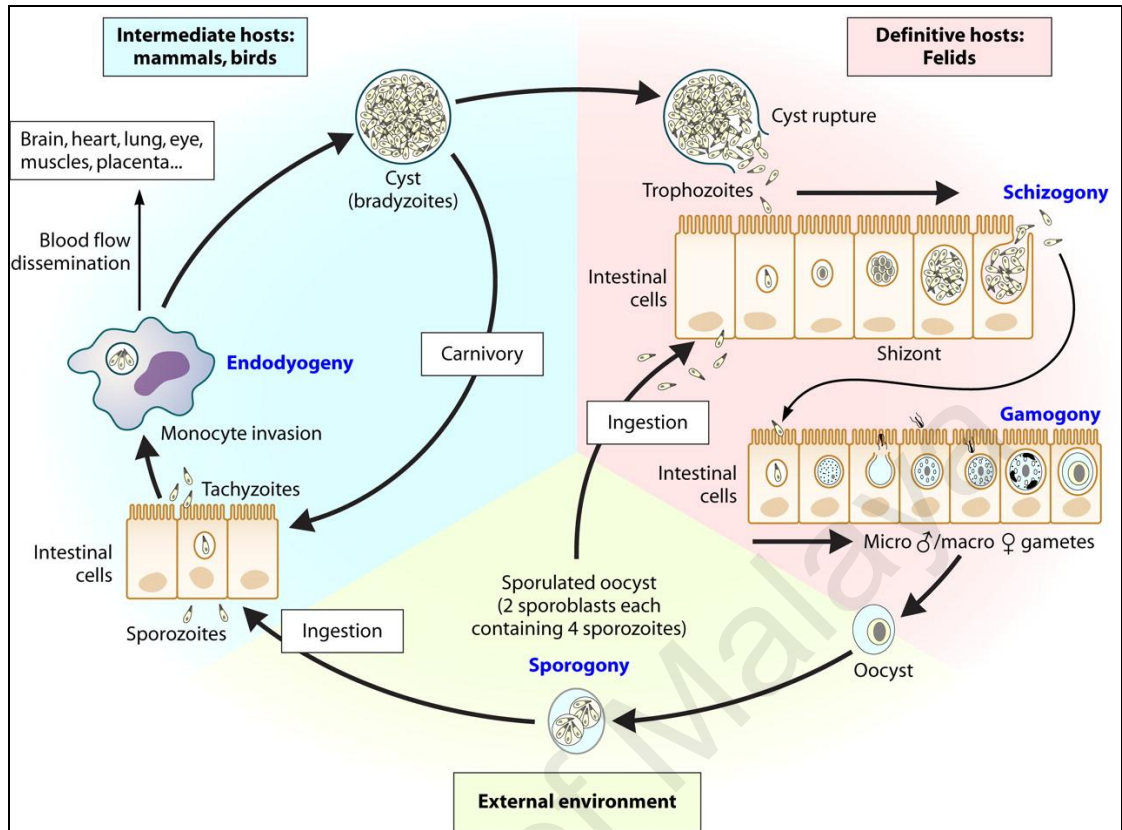 Intermediate hosts:
mammals, birds
Definitive hosts:
Felids
Brain, heart, lung, eye,
muscles, placenta...
Cyst rupture
Cyst
(bradyzoites)
Trophozoites
Schizogony
Blood flow
dissemination
Intestinal
cells
Endodyogeny
Carnivory
Shizont
Ingestion
Gamogony
Monocyte invasion
Tachyzoites
Intestinal
cells
Intestinal
cells
Micro ♂/macro ♀ gametes
Sporulated oocyst
(2 sporoblasts each
containing 4 sporozoites)
Sporozoites
Ingestion
Sporogony
Oocyst
External environment
of Malaya